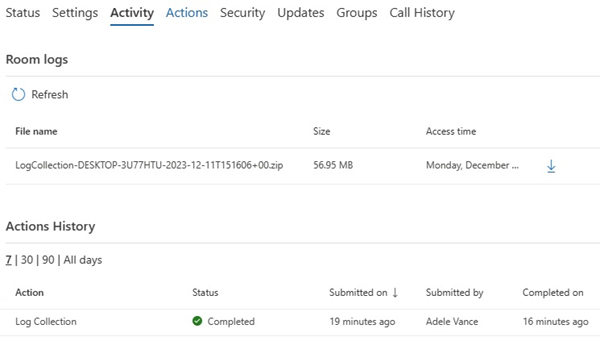 Status Settings Activity Actions Security Updates Groups Call History
Room logs
Refresh
File name Size Access time
LogCollection-DESKTOP-3U77HTU-2023-12-11T151606+00.zip 56.95 MB Monday, December ...
Actions History
7 | 30 | 90 | All days
Action Status Submitted on ↓ Submitted by Completed on
Log Collection Completed 19 minutes ago Adele Vance 16 minutes ago